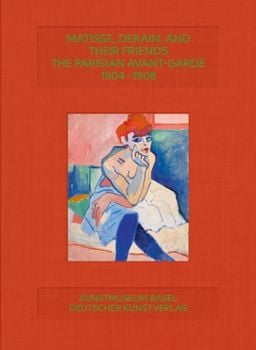 MATISSE, DERAIN, AND
THEIR FRIENDS
THE PARISIAN AVANT-GARDE
1904–1908
KUNSTMUSEUM BASEL
DEUTSCHER KUNSTVERLAG